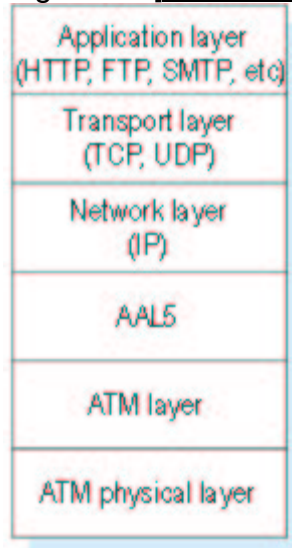 Application layer
(HTTP, FTP, SMTP, etc)
Transport layer
(TCP, UDP)
Network layer
(IP)
AAL5
ATM layer
ATM physical layer